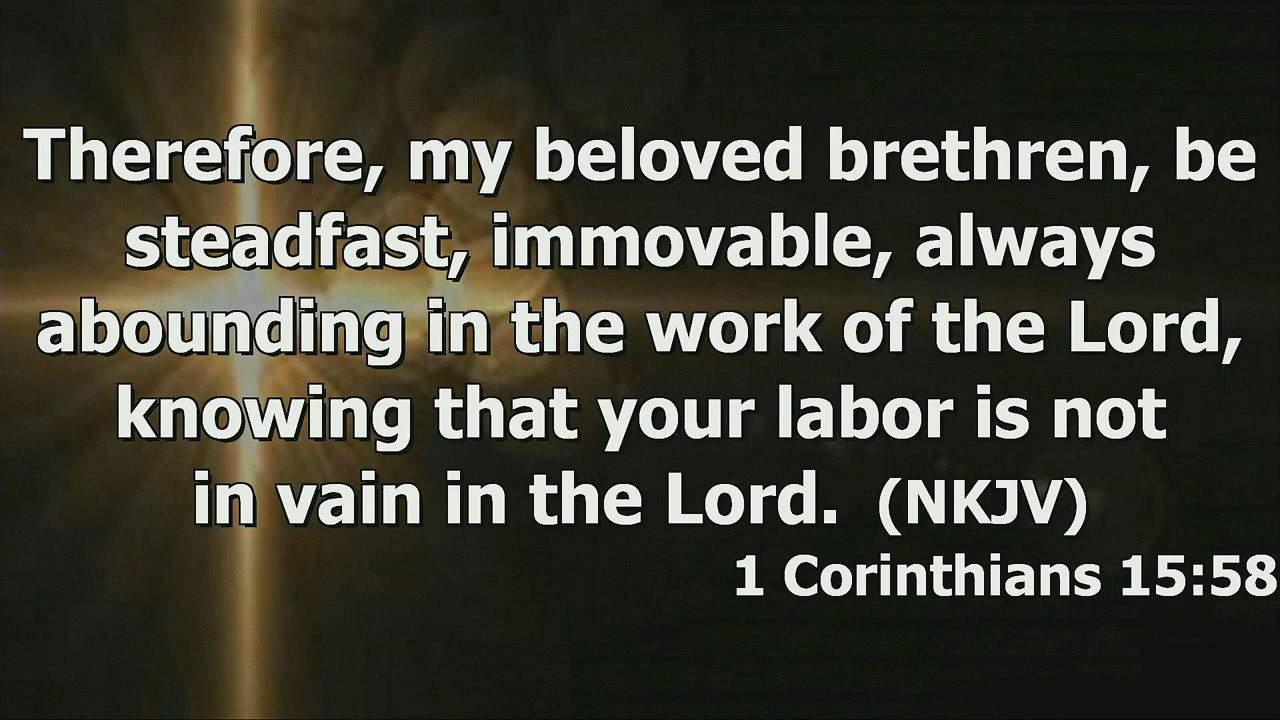 Therefore, my beloved brethren, be
steadfast, immovable, always
abounding in the work of the Lord,
knowing that your labor is not
in vain in the Lord.  (NKJV)
1 Corinthians 15:58